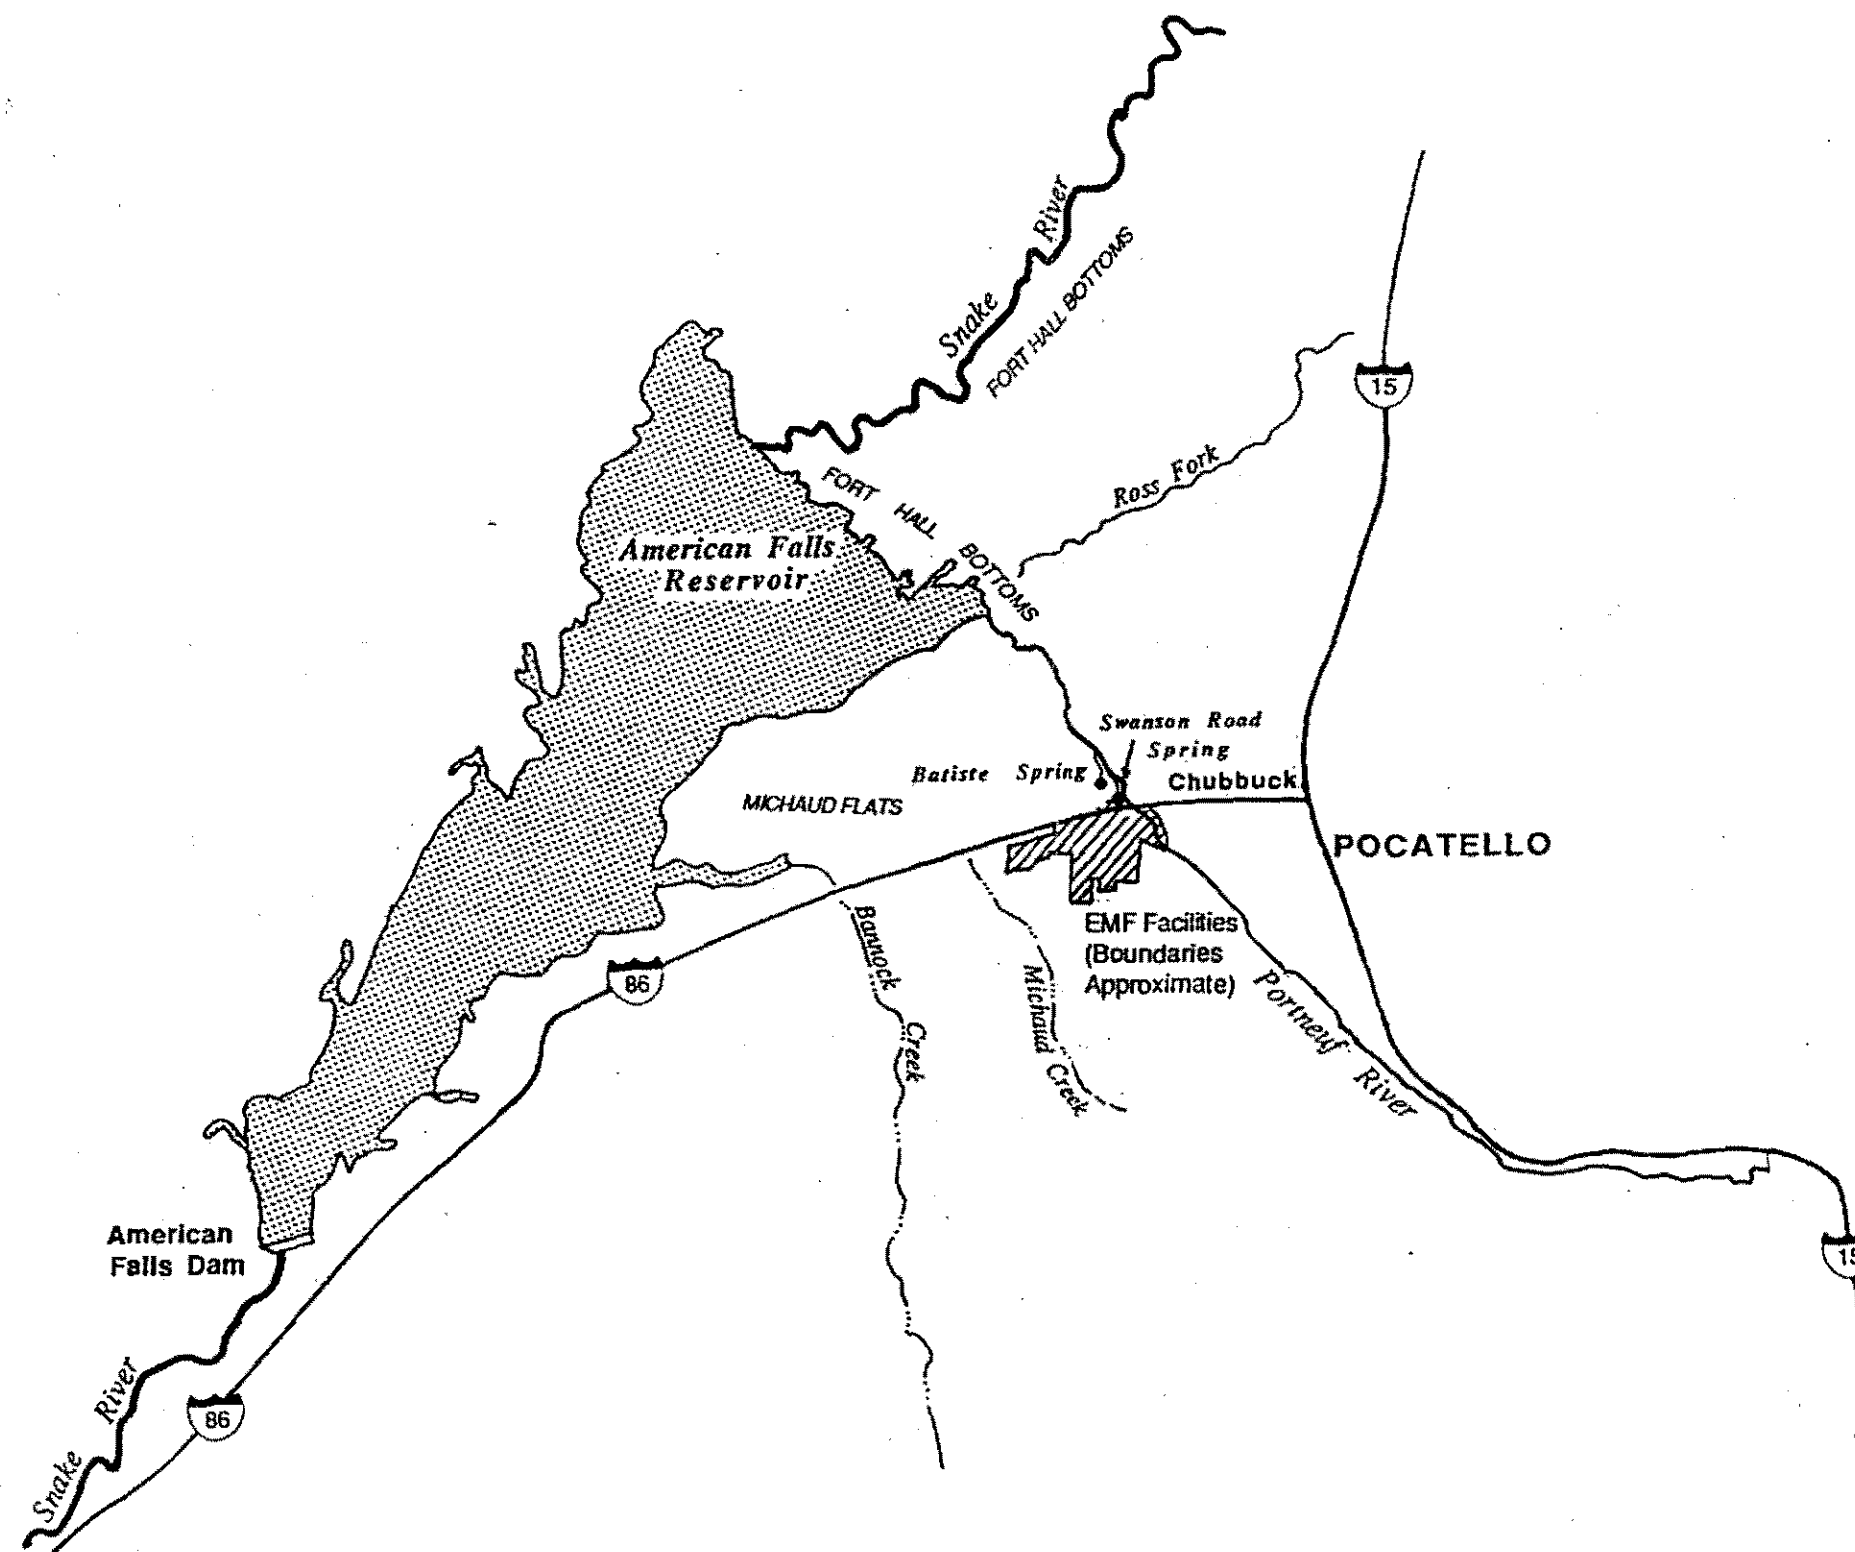 Snake River
FORT HALL BOTTOMS
15
Ross Fork
FORT HALL BOTTOMS
American Falls
Reservoir
Swanson Road
Spring
Batiste Spring
Chubbuck
MICHAUD FLATS
POCATELLO
EMF Facilities
(Boundaries
Approximate)
Bannock Creek
Michaud Creek
86
Portneuf River
American
Falls Dam
15
Snake River
86